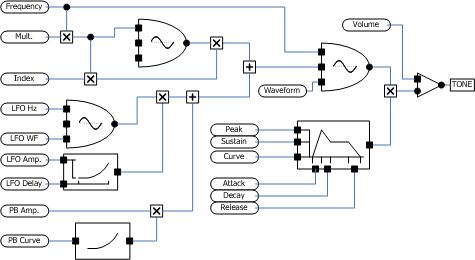 Frequency
Volume
Mult.
Index
Waveform
TONE
LFO Hz
LFO WF
Peak
Sustain
Curve
LFO Amp.
LFO Delay
Attack
Decay
Release
PB Amp.
PB Curve